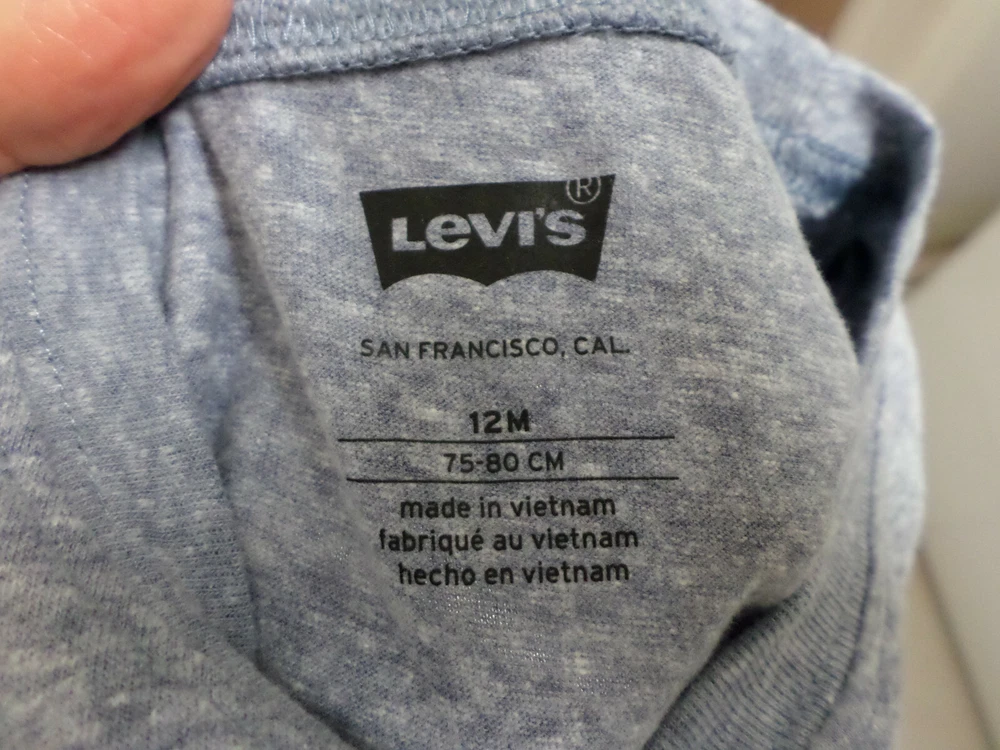 Levi's ®
SAN FRANCISCO, CAL.
12M
75-80 CM
made in vietnam
fabriqué au vietnam
hecho en vietnam